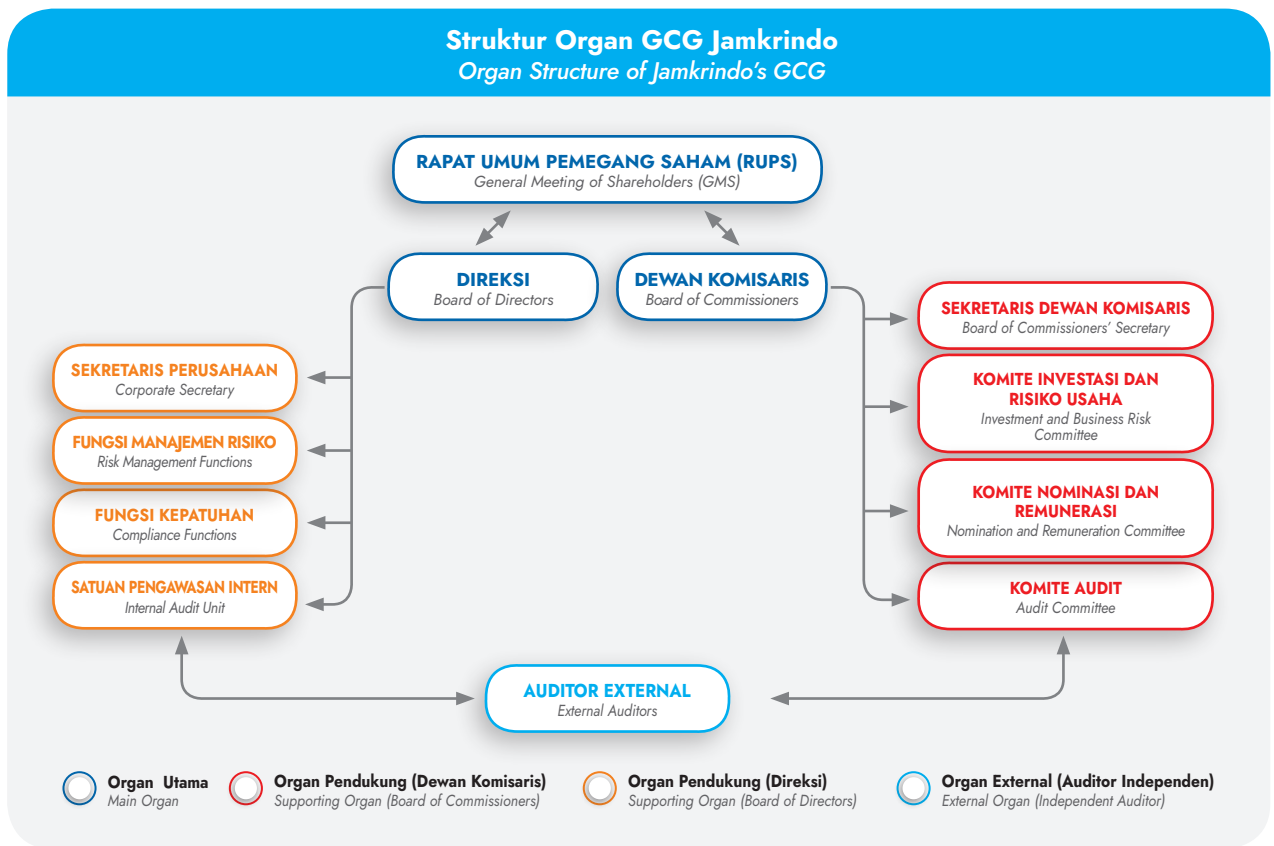 Struktur Organ GCG Jamkrindo
Organ Structure of Jamkrindo's GCG
RAPAT UMUM PEMEGANG SAHAM (RUPS)
General Meeting of Shareholders (GMS)
DIREKSI
Board of Directors
DEWAN KOMISARIS
Board of Commissioners
SEKRETARIS PERUSAHAAN
Corporate Secretary
FUNGSI MANAJEMEN RISIKO
Risk Management Functions
FUNGSI KEPATUHAN
Compliance Functions
SATUAN PENGAWASAN INTERN
Internal Audit Unit
SEKRETARIS DEWAN KOMISARIS
Board of Commissioners' Secretary
KOMITE INVESTASI DAN
RISIKO USAHA
Investment and Business Risk
Committee
KOMITE NOMINASI DAN
REMUNERASI
Nomination and Remuneration Committee
KOMITE AUDIT
Audit Committee
AUDITOR EXTERNAL
External Auditors
Organ Utama
Main Organ
Organ Pendukung (Dewan Komisaris)
Supporting Organ (Board of Commissioners)
Organ Pendukung (Direksi)
Supporting Organ (Board of Directors)
Organ External (Auditor Independen)
External Organ (Independent Auditor)